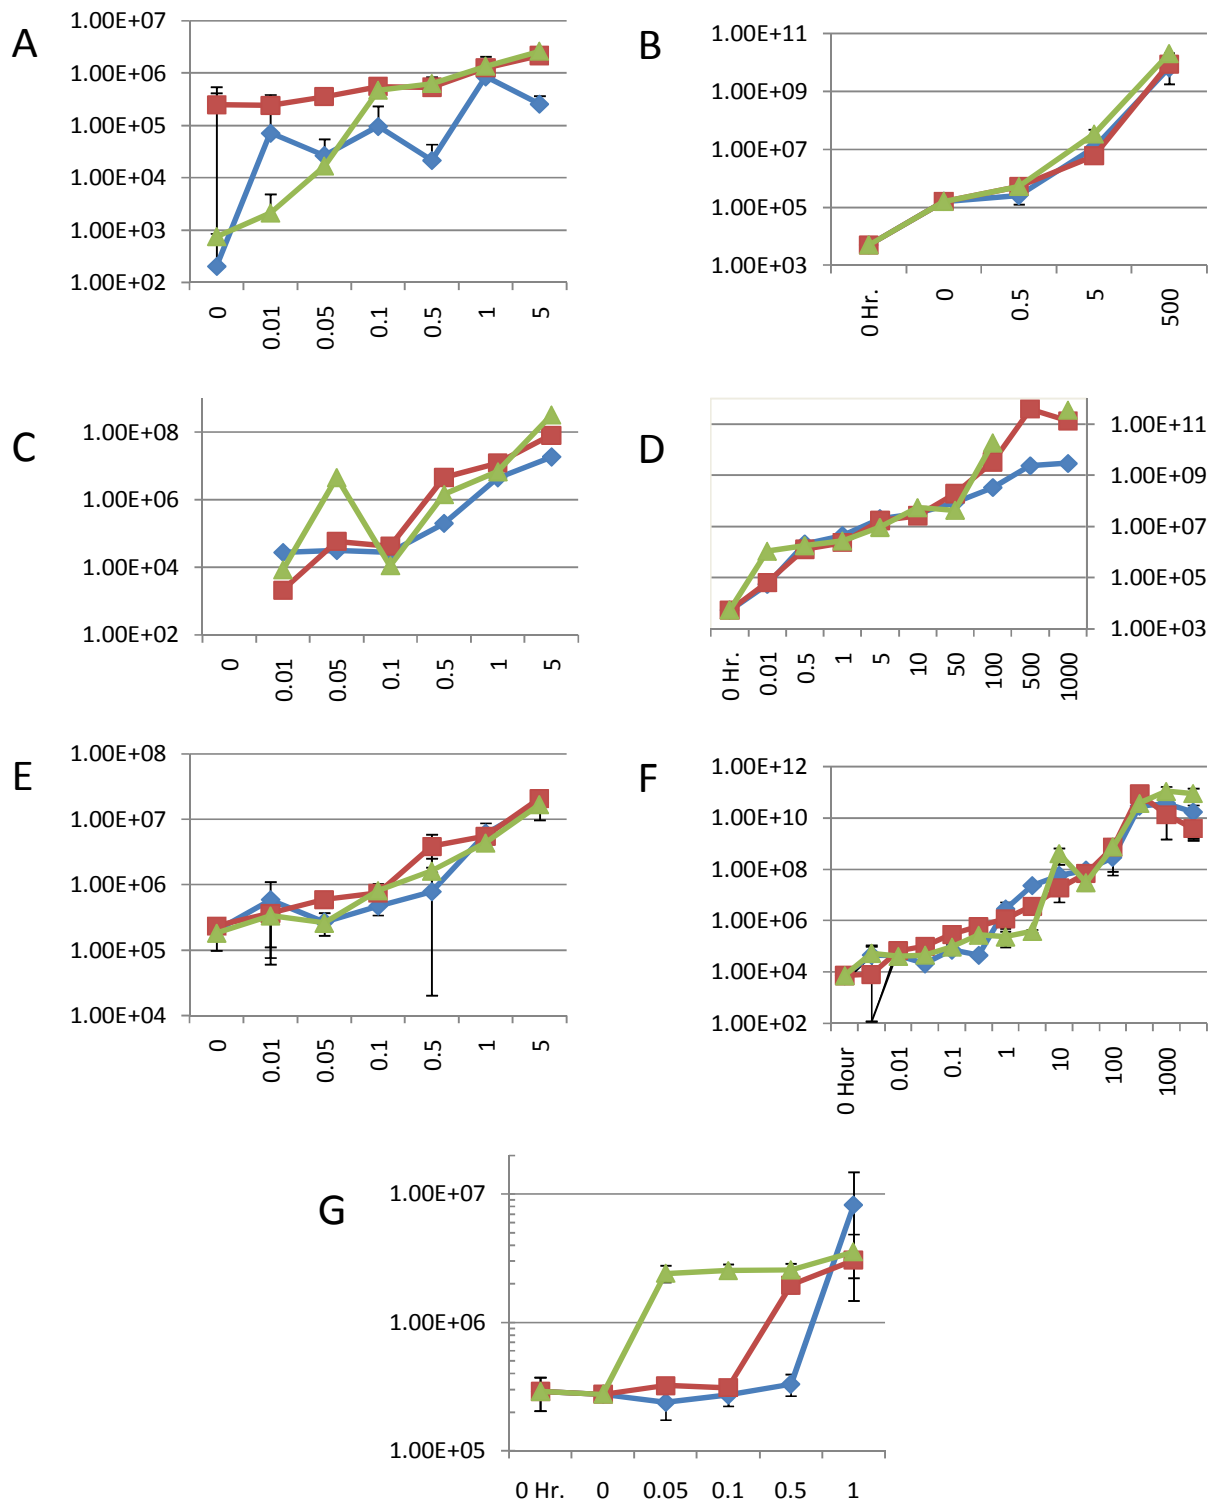 A
1.00E+07
1.00E+06
1.00E+05
1.00E+04
1.00E+03
1.00E+02
0
0.01
0.05
0.1
0.5
1
5
B
1.00E+11
1.00E+09
1.00E+07
1.00E+05
1.00E+03
0 Hr.
0
0.5
5
500
C
1.00E+08
1.00E+06
1.00E+04
1.00E+02
0
0.01
0.05
0.1
0.5
1
5
D
1.00E+11
1.00E+09
1.00E+07
1.00E+05
1.00E+03
0 Hr.
0.01
0.5
1
5
10
50
100
500
1000
E
1.00E+08
1.00E+07
1.00E+06
1.00E+05
1.00E+04
0
0.01
0.05
0.1
0.5
1
5
F
1.00E+12
1.00E+10
1.00E+08
1.00E+06
1.00E+04
1.00E+02
0 Hour
0.01
0.1
1
10
100
1000
G
1.00E+07
1.00E+06
1.00E+05
0 Hr.
0
0.05
0.1
0.5
1